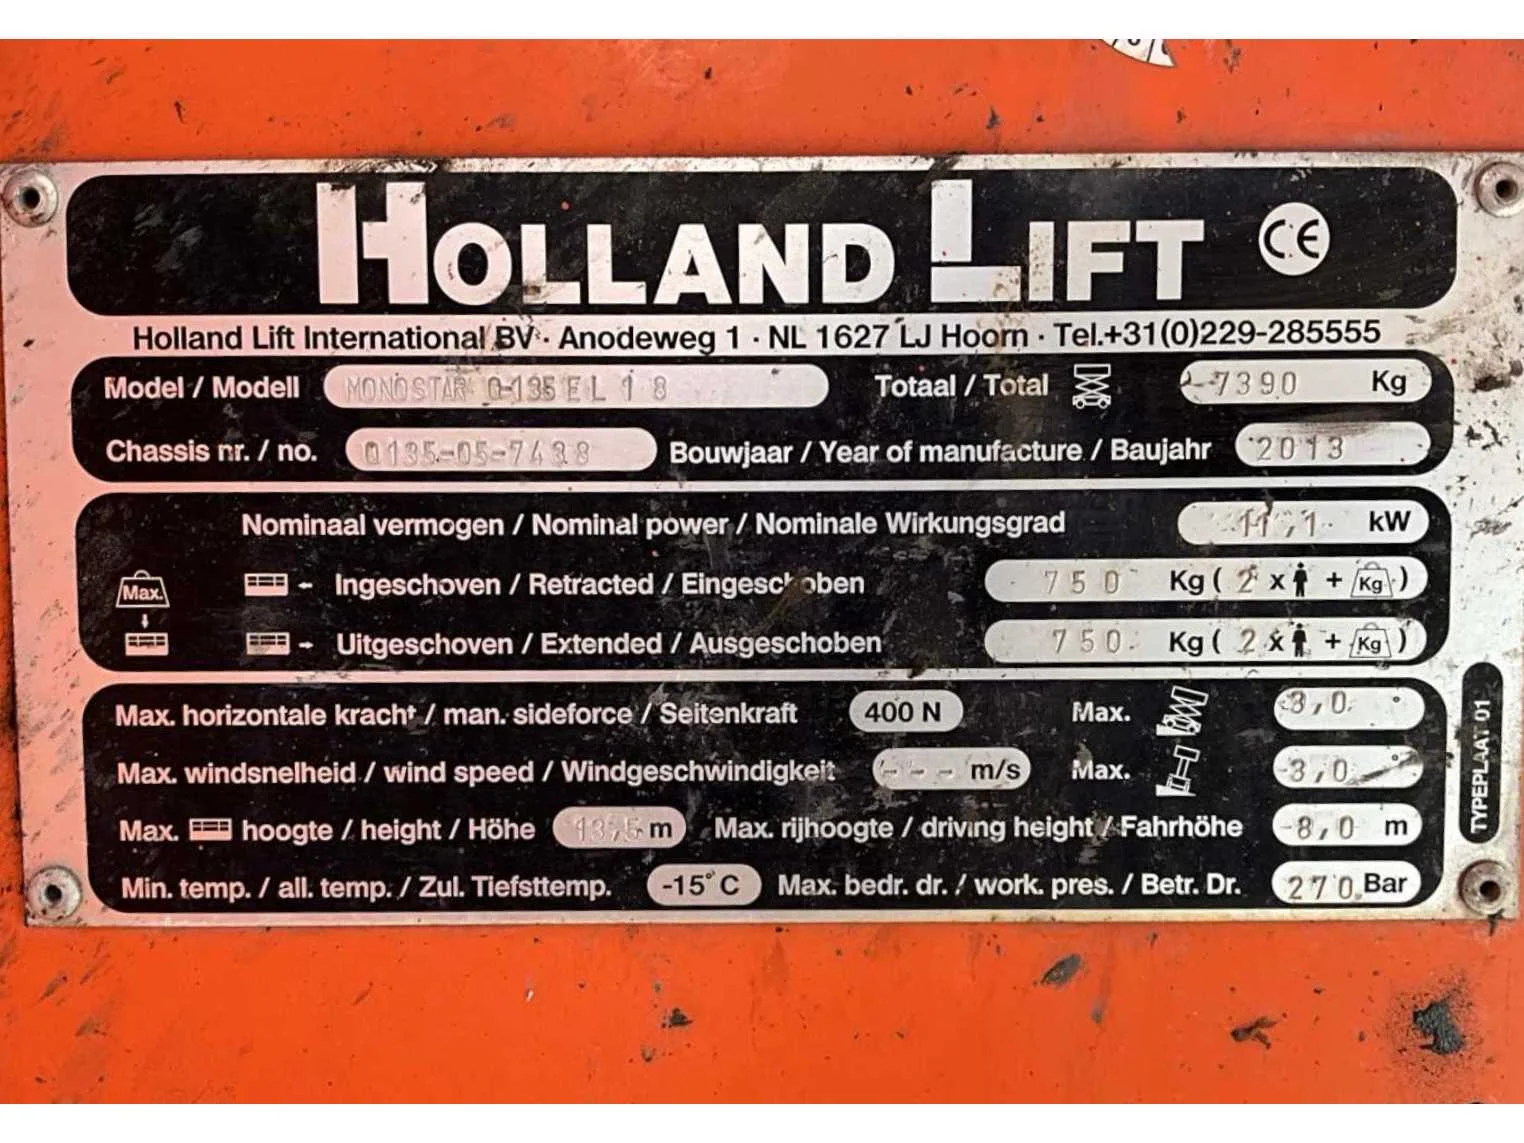 HOLLAND LIFT CE
Holland Lift International BV · Anodeweg 1 · NL 1627 LJ Hoorn · Tel.+31(0)229-285555
Model / Modell MONOSTAR Q-135 EL 18 Totaal / Total 7390 Kg
Chassis nr. / no. Q135-05-7438 Bouwjaar / Year of manufacture / Baujahr 2013
Nominaal vermogen / Nominal power / Nominale Wirkungsgrad 11,1 kW
Max. Ingeschoven / Retracted / Eingeschoben 750 Kg ( 2 x + Kg )
Uitgeschoven / Extended / Ausgeschoben 750 Kg ( 2 x + Kg )
Max. horizontale kracht / man. sideforce / Seitenkraft 400 N Max. 3,0 °
Max. windsnelheid / wind speed / Windgeschwindigkeit --- m/s Max. 3,0 °
Max. hoogte / height / Höhe 13,5 m Max. rijhoogte / driving height / Fahrhöhe 8,0 m
Min. temp. / all. temp. / Zul. Tiefsttemp. -15° C Max. bedr. dr. / work. pres. / Betr. Dr. 270 Bar
TYPEPLAAT 01